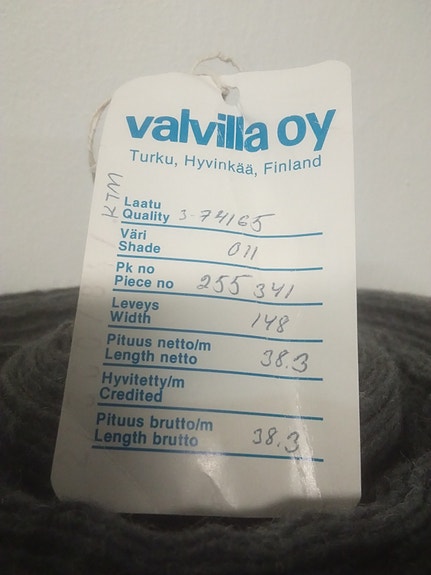 valvilla oy
Turku, Hyvinkää, Finland
KTM
Laatu
Quality 3-74165
Väri
Shade 011
Pk no
Piece no 255 341
Leveys
Width 148
Pituus netto/m
Length netto 38.3
Hyvitetty/m
Credited
Pituus brutto/m
Length brutto 38.3